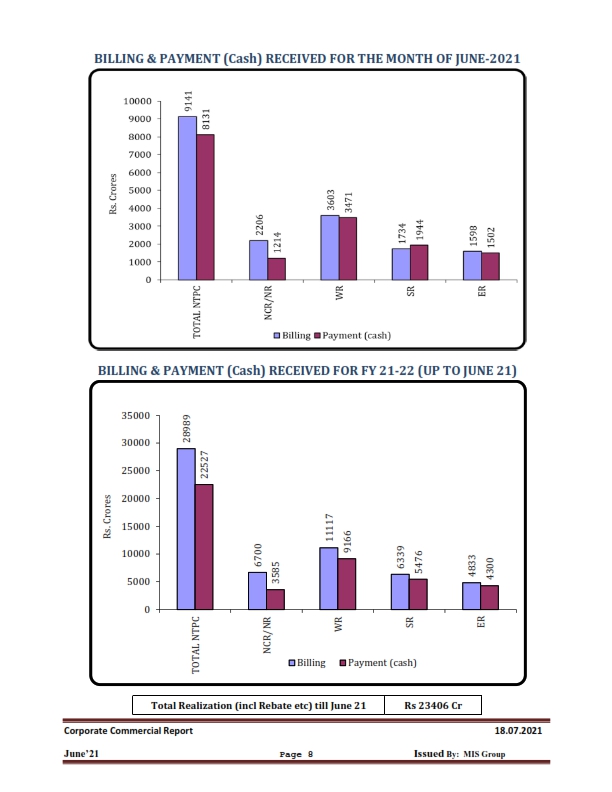 BILLING & PAYMENT (Cash) RECEIVED FOR THE MONTH OF JUNE-2021
Rs. Crores
10000
9000
8000
7000
6000
5000
4000
3000
2000
1000
0
9141
8131
2206
1214
3603
3471
1734
1944
1598
1502
TOTAL NTPC
NCR/NR
WR
SR
ER
Billing Payment (cash)
BILLING & PAYMENT (Cash) RECEIVED FOR FY 21-22 (UP TO JUNE 21)
Rs. Crores
35000
30000
25000
20000
15000
10000
5000
0
28989
22527
6700
3585
11117
9166
6339
5476
4833
4300
TOTAL NTPC
NCR/NR
WR
SR
ER
Billing Payment (cash)
Total Realization (incl Rebate etc) till June 21 Rs 23406 Cr
Corporate Commercial Report 18.07.2021
June'21 Page 8 Issued By: MIS Group